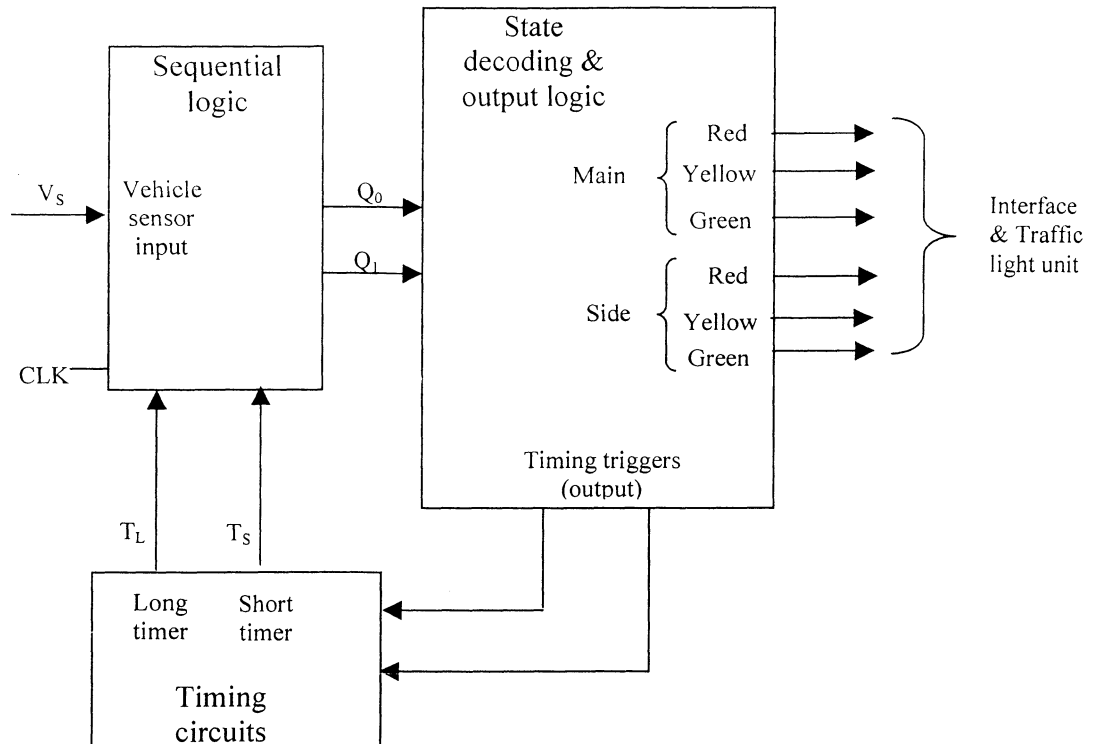 State
decoding &
output logic
Sequential
logic
Red
Main
Yellow
Green
V_S
Vehicle
sensor
input
Q_0
Q_1
Interface
& Traffic
light unit
Red
Side
Yellow
Green
CLK
Timing triggers
(output)
T_L
T_S
Long
timer
Short
timer
Timing
circuits